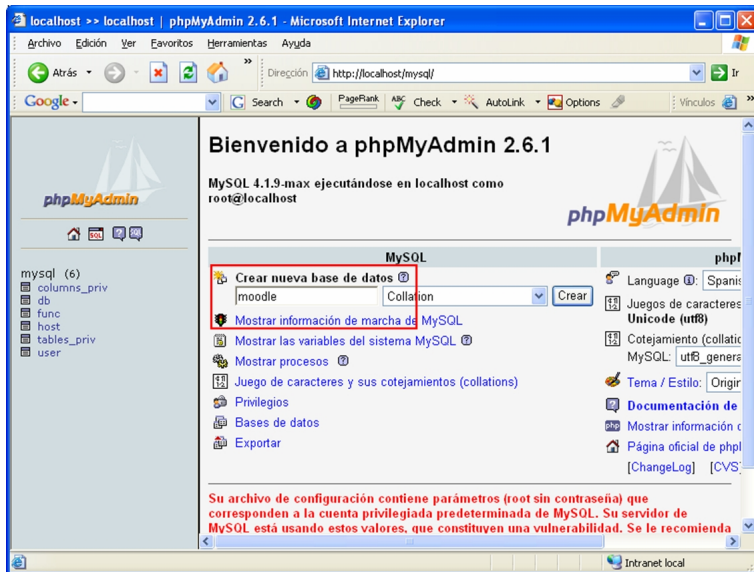 localhost >> localhost | phpMyAdmin 2.6.1 - Microsoft Internet Explorer
Archivo Edición Ver Favoritos Herramientas Ayuda
Atrás
Dirección http://localhost/mysql/ Ir
Google Search PageRank Check AutoLink Options Vínculos
phpMyAdmin
SQL
mysql (6)
columns_priv
db
func
host
tables_priv
user
Bienvenido a phpMyAdmin 2.6.1
MySQL 4.1.9-max ejecutándose en localhost como
root@localhost
phpMyAdmin
MySQL
Crear nueva base de datos
moodle Collation Crear
Mostrar información de marcha de MySQL
Mostrar las variables del sistema MySQL
Mostrar procesos
Juego de caracteres y sus cotejamientos (collations)
Privilegios
Bases de datos
Exportar
Language : Spanis
Juegos de caracteres
Unicode (utf8)
Cotejamiento (collatic
MySQL: utf8_genera
Tema / Estilo: Origir
Documentación de
php Mostrar información
Página oficial de phpl
[ChangeLog] [CVS]
Su archivo de configuración contiene parámetros (root sin contraseña) que
corresponden a la cuenta privilegiada predeterminada de MySQL. Su servidor de
MySQL está usando estos valores, que constituyen una vulnerabilidad. Se le recomienda
Intranet local